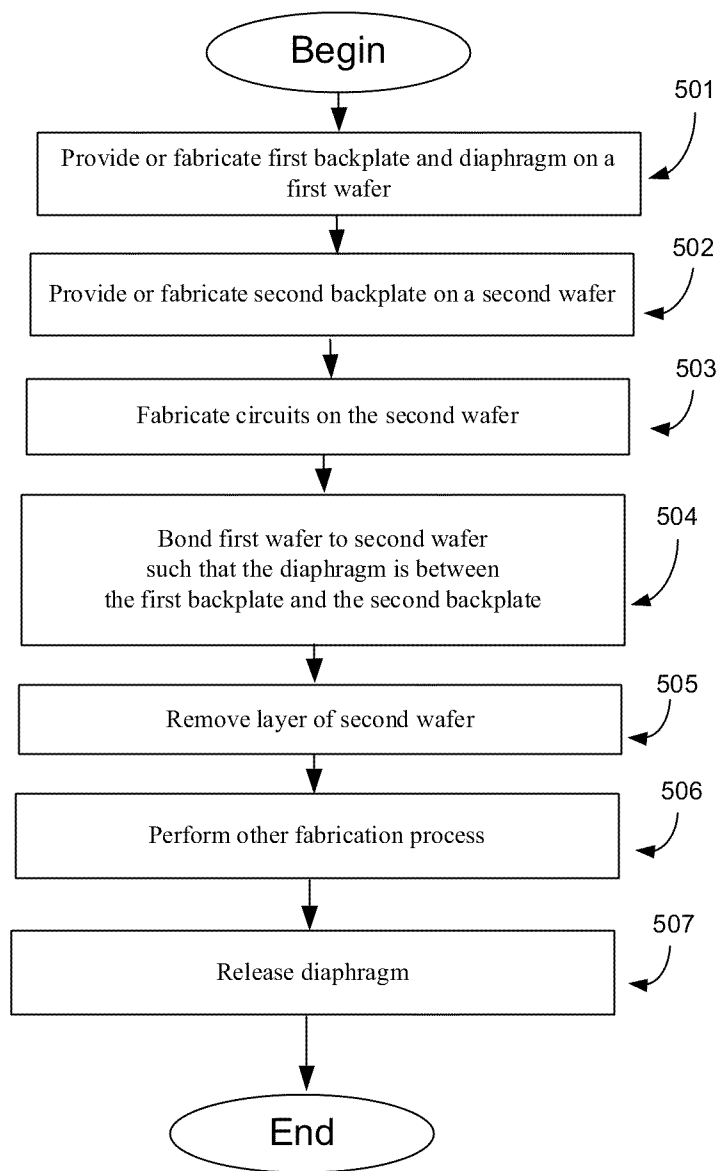 Begin
501
Provide or fabricate first backplate and diaphragm on a
first wafer
502
Provide or fabricate second backplate on a second wafer
503
Fabricate circuits on the second wafer
504
Bond first wafer to second wafer
such that the diaphragm is between
the first backplate and the second backplate
505
Remove layer of second wafer
506
Perform other fabrication process
507
Release diaphragm
End